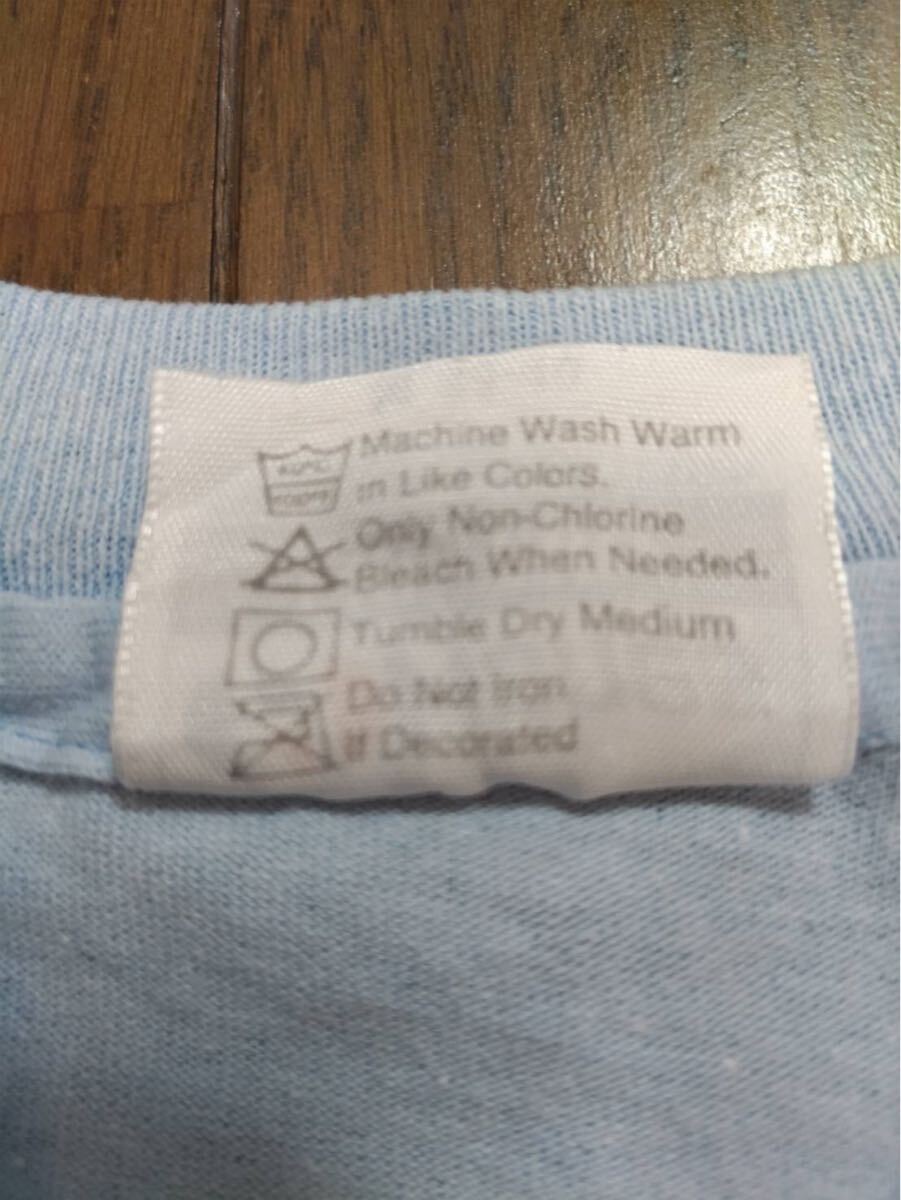 Machine Wash Warm
in Like Colors.
Only Non-Chlorine
Bleach When Needed.
Tumble Dry Medium
Do Not Iron
If Decorated